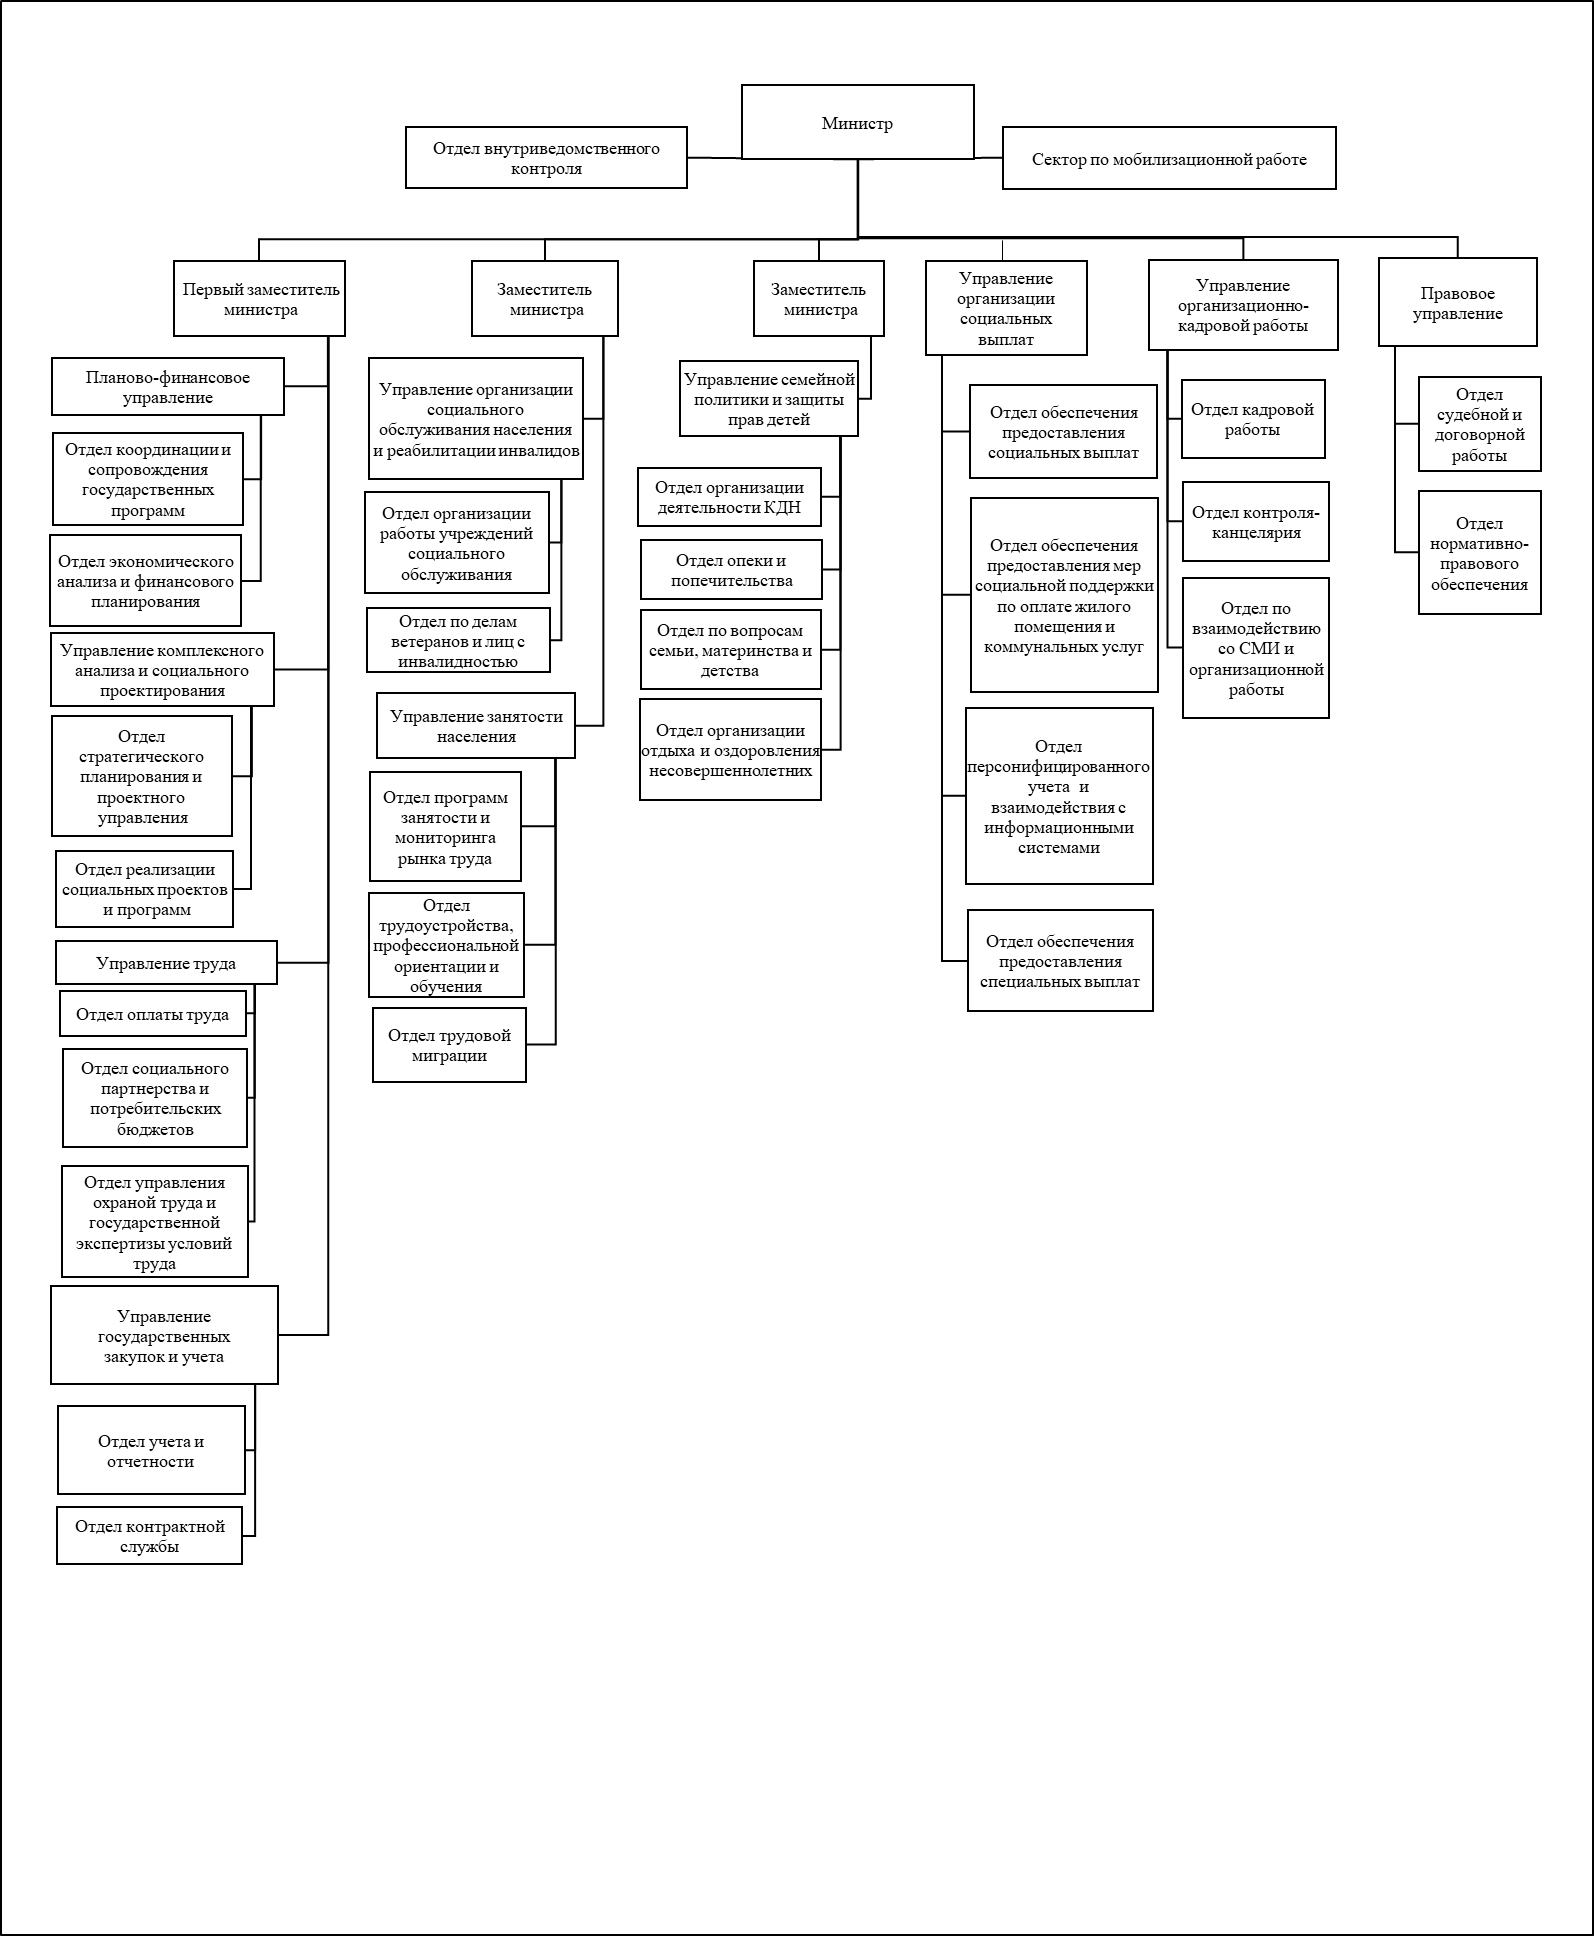 Министр
Отдел внутриведомственного
контроля
Сектор по мобилизационной работе
Первый заместитель
министра
Планово-финансовое
управление
Отдел координации и
сопровождения
государственных
программ
Отдел экономического
анализа и финансового
планирования
Управление комплексного
анализа и социального
проектирования
Отдел
стратегического
планирования и
проектного
управления
Отдел реализации
социальных проектов
и программ
Управление труда
Отдел оплаты труда
Отдел социального
партнерства и
потребительских
бюджетов
Отдел управления
охраной труда и
государственной
экспертизы условий
труда
Управление
государственных
закупок и учета
Отдел учета и
отчетности
Отдел контрактной
службы
Заместитель
министра
Управление организации
социального
обслуживания населения
и реабилитации инвалидов
Отдел организации
работы учреждений
социального
обслуживания
Отдел по делам
ветеранов и лиц с
инвалидностью
Управление занятости
населения
Отдел программ
занятости и
мониторинга
рынка труда
Отдел
трудоустройства,
профессиональной
ориентации и
обучения
Отдел трудовой
миграции
Заместитель
министра
Управление семейной
политики и защиты
прав детей
Отдел организации
деятельности КДН
Отдел опеки и
попечительства
Отдел по вопросам
семьи, материнства и
детства
Отдел организации
отдыха и оздоровления
несовершеннолетних
Управление
организации
социальных
выплат
Отдел обеспечения
предоставления
социальных выплат
Отдел обеспечения
предоставления мер
социальной поддержки
по оплате жилого
помещения и
коммунальных услуг
Отдел
персонифицированного
учета и
взаимодействия с
информационными
системами
Отдел обеспечения
предоставления
специальных выплат
Управление
организационно-
кадровой работы
Отдел кадровой
работы
Отдел контроля-
канцелярия
Отдел по
взаимодействию
со СМИ и
организационной
работы
Правовое
управление
Отдел
судебной и
договорной
работы
Отдел
нормативно-
правового
обеспечения